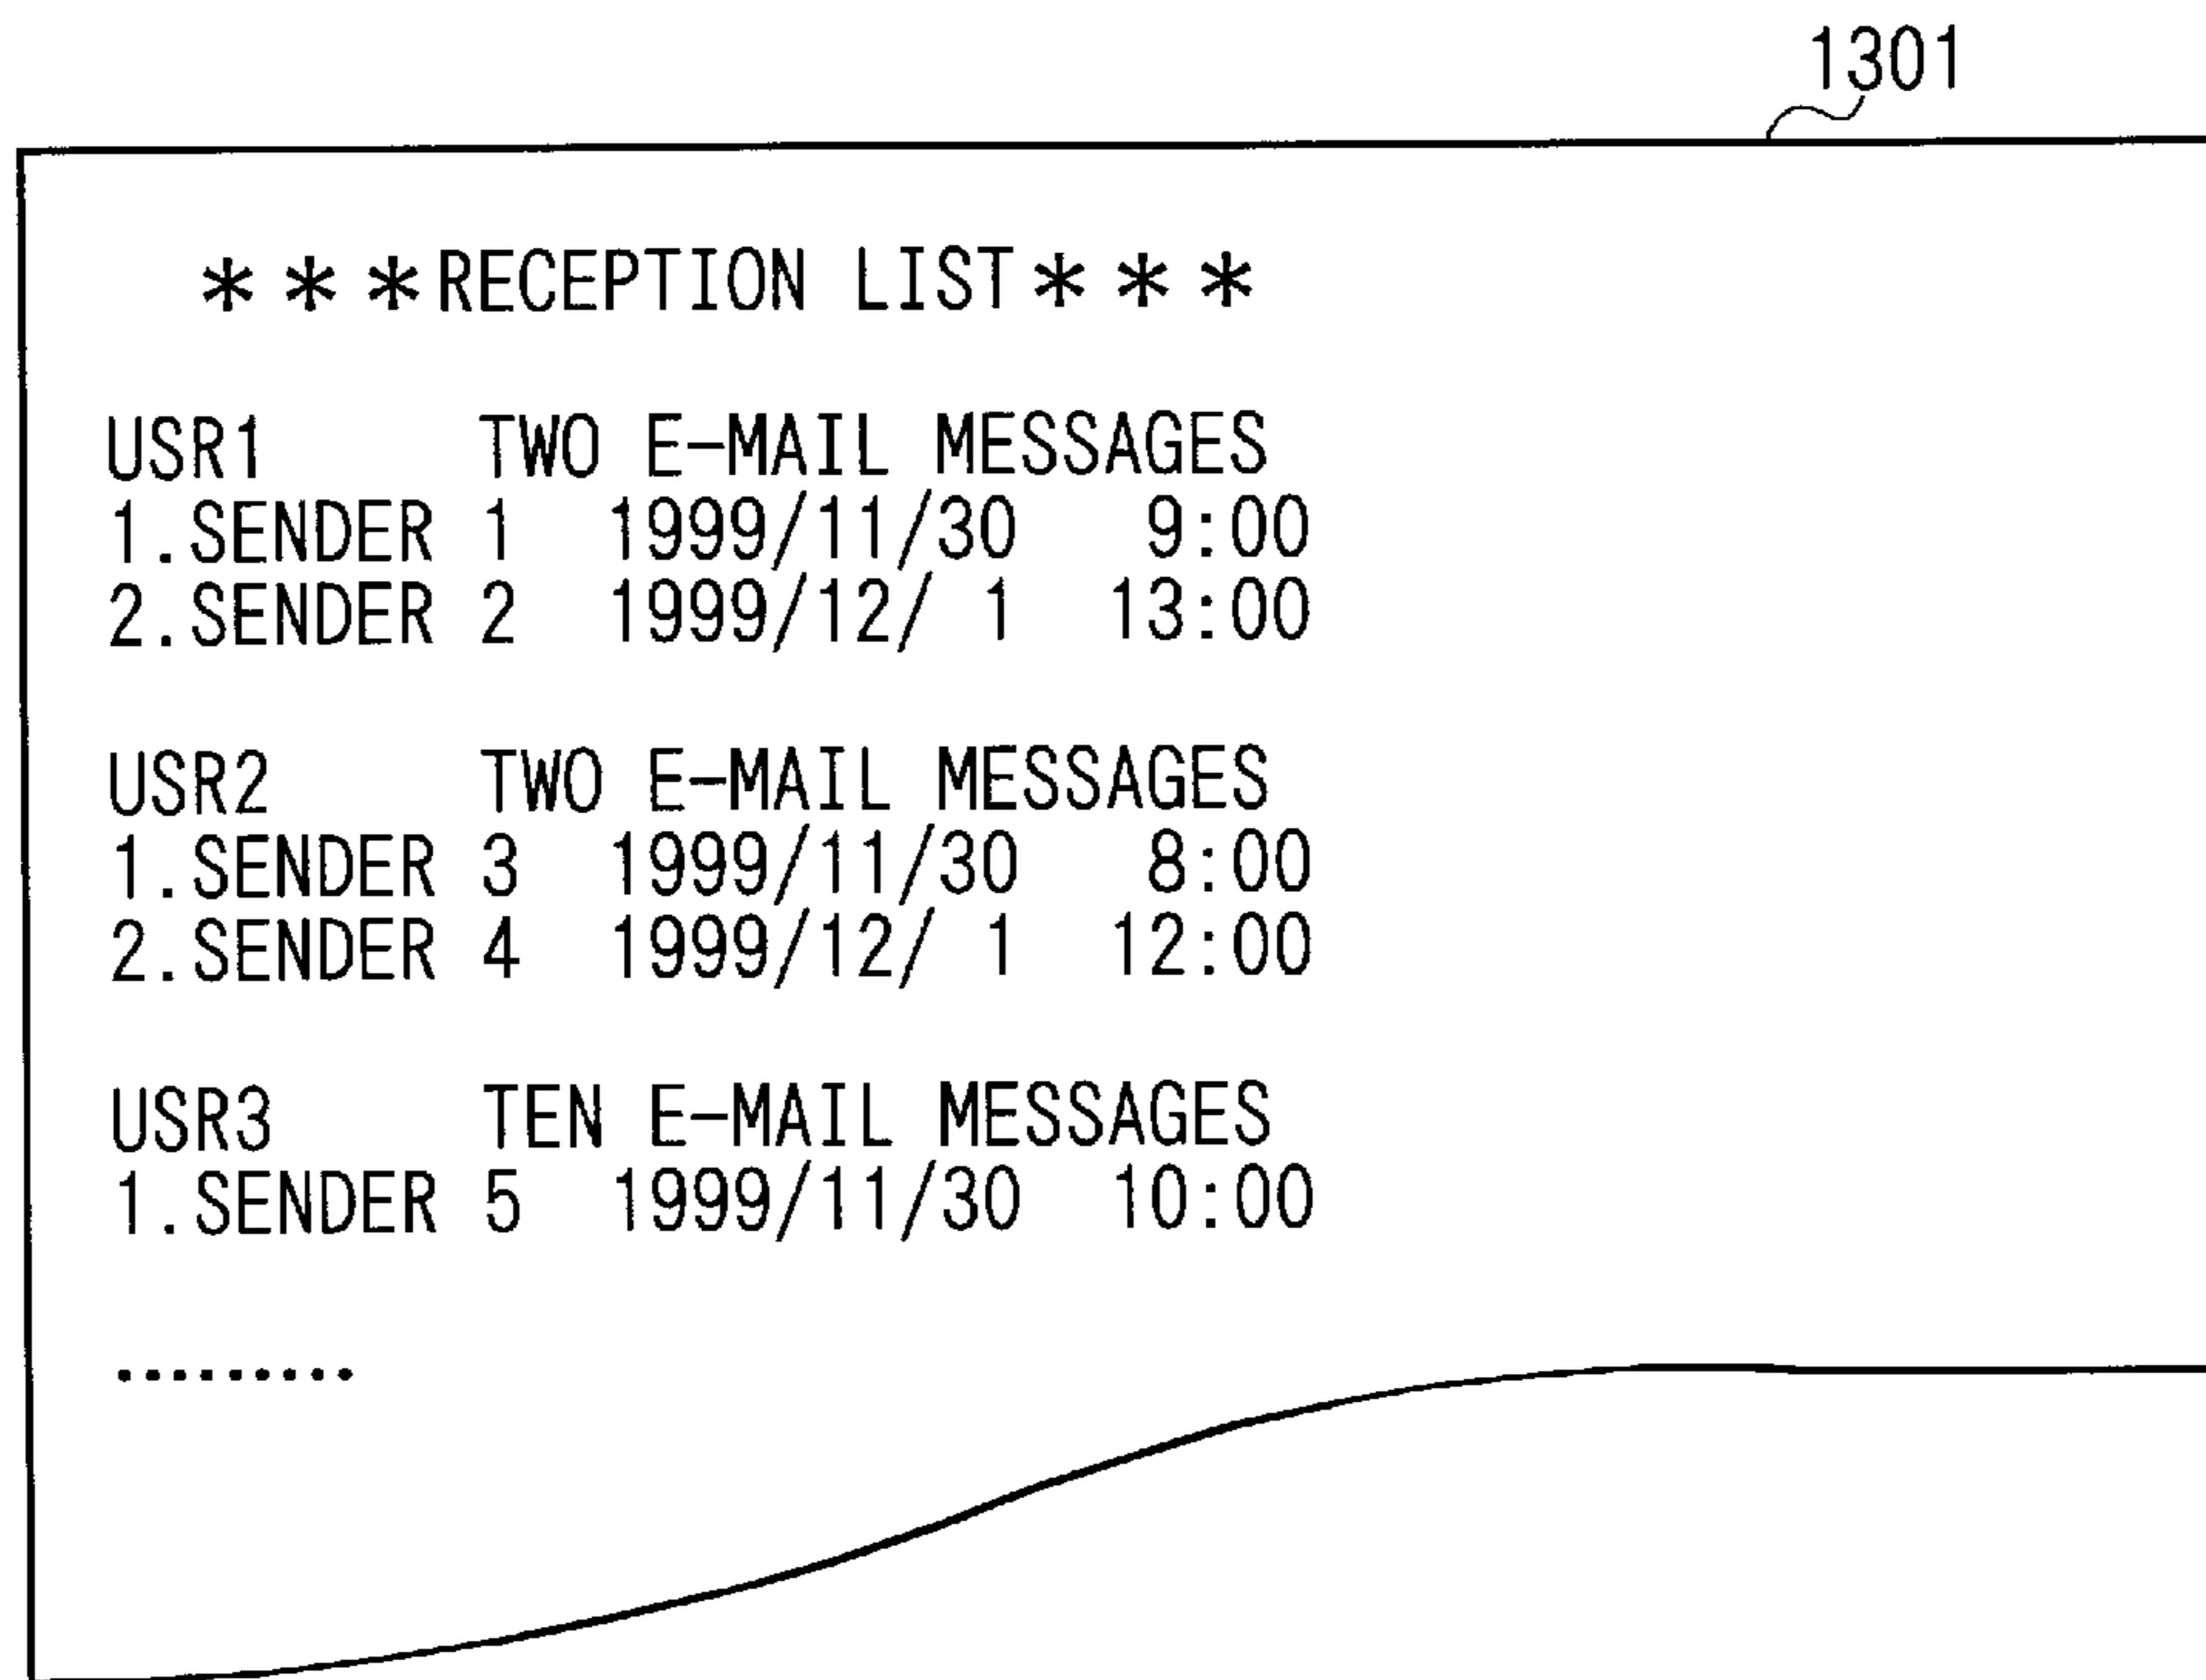 1301
***RECEPTION LIST***
USR1 TWO E-MAIL MESSAGES
1.SENDER 1 1999/11/30 9:00
2.SENDER 2 1999/12/ 1 13:00
USR2 TWO E-MAIL MESSAGES
1.SENDER 3 1999/11/30 8:00
2.SENDER 4 1999/12/ 1 12:00
USR3 TEN E-MAIL MESSAGES
1.SENDER 5 1999/11/30 10:00
.........